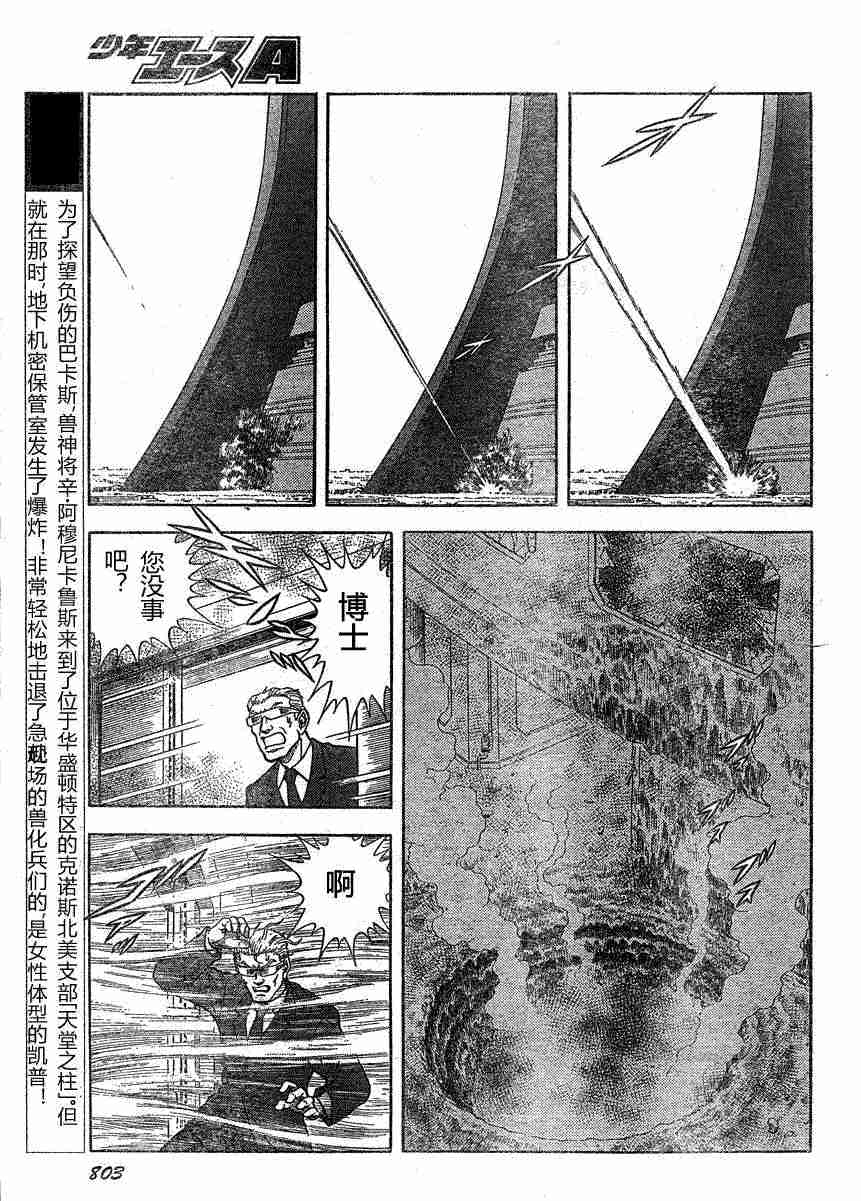 少年エースA
为了探望负伤的巴卡斯,兽神将辛·阿穆尼卡鲁斯来到了位于华盛顿特区的克诺斯北美支部「天堂之柱」。但
就在那时,地下机密保管室发生了爆炸！非常轻松地击退了急赴现场的兽化兵们的,是女性体型的凯普！
博士
您没事
吧？
啊
803